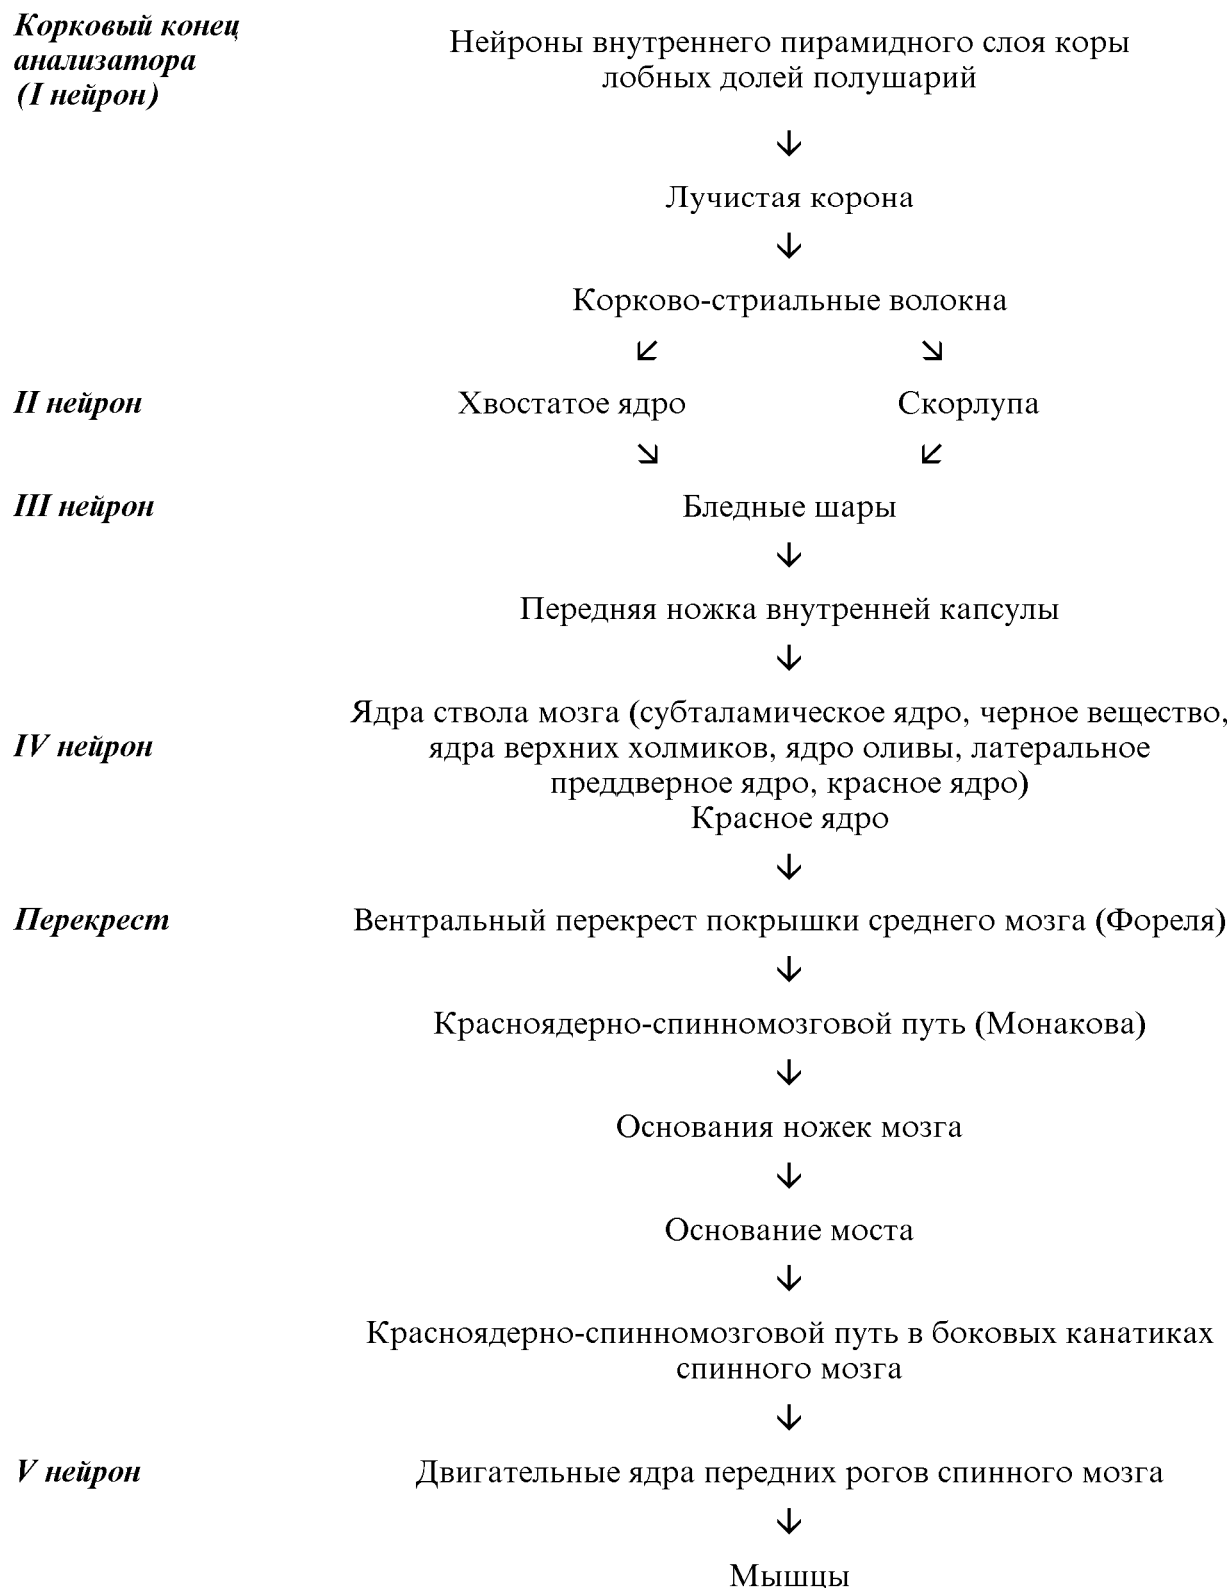 Корковый конец
анализатора
(I нейрон)
Нейроны внутреннего пирамидного слоя коры
лобных долей полушарий
↓
Лучистая корона
↓
Корково-стриальные волокна
↙ ↘
II нейрон Хвостатое ядро Скорлупа
↘ ↙
III нейрон Бледные шары
↓
Передняя ножка внутренней капсулы
↓
Ядра ствола мозга (субталамическое ядро, черное вещество,
IV нейрон ядра верхних холмиков, ядро оливы, латеральное
преддверное ядро, красное ядро)
Красное ядро
↓
Перекрест Вентральный перекрест покрышки среднего мозга (Фореля)
↓
Красноядерно-спинномозговой путь (Монакова)
↓
Основания ножек мозга
↓
Основание моста
↓
Красноядерно-спинномозговой путь в боковых канатиках
спинного мозга
↓
V нейрон Двигательные ядра передних рогов спинного мозга
↓
Мышцы